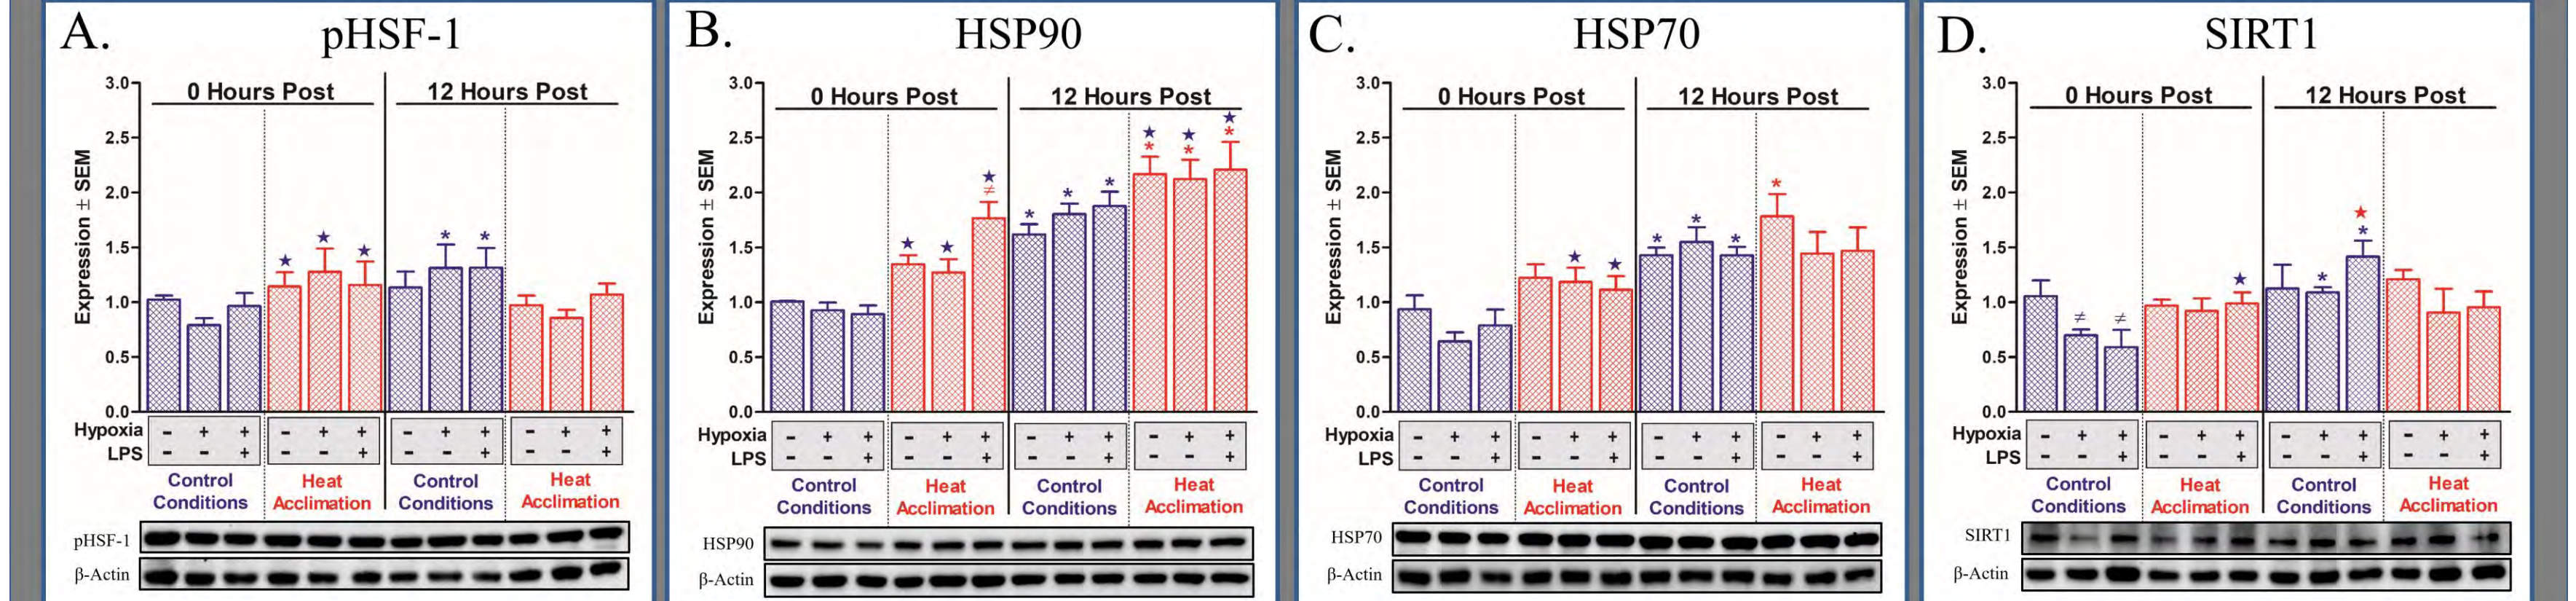 A. pHSF-1
3.0
2.5
2.0
1.5
1.0
0.5
0.0
Expression ± SEM
0 Hours Post 12 Hours Post
★ ★ ★ * *
Hypoxia - + + - + + - + + - + +
LPS - - + - - + - - + - - +
Control Conditions Heat Acclimation Control Conditions Heat Acclimation
pHSF-1
β-Actin
B. HSP90
3.0
2.5
2.0
1.5
1.0
0.5
0.0
Expression ± SEM
0 Hours Post 12 Hours Post
★ ★ ★ ≠ * * * ★ * ★ * ★ *
Hypoxia - + + - + + - + + - + +
LPS - - + - - + - - + - - +
Control Conditions Heat Acclimation Control Conditions Heat Acclimation
HSP90
β-Actin
C. HSP70
3.0
2.5
2.0
1.5
1.0
0.5
0.0
Expression ± SEM
0 Hours Post 12 Hours Post
★ ★ * * * *
Hypoxia - + + - + + - + + - + +
LPS - - + - - + - - + - - +
Control Conditions Heat Acclimation Control Conditions Heat Acclimation
HSP70
β-Actin
D. SIRT1
3.0
2.5
2.0
1.5
1.0
0.5
0.0
Expression ± SEM
0 Hours Post 12 Hours Post
≠ ≠ ★ * ★ *
Hypoxia - + + - + + - + + - + +
LPS - - + - - + - - + - - +
Control Conditions Heat Acclimation Control Conditions Heat Acclimation
SIRT1
β-Actin